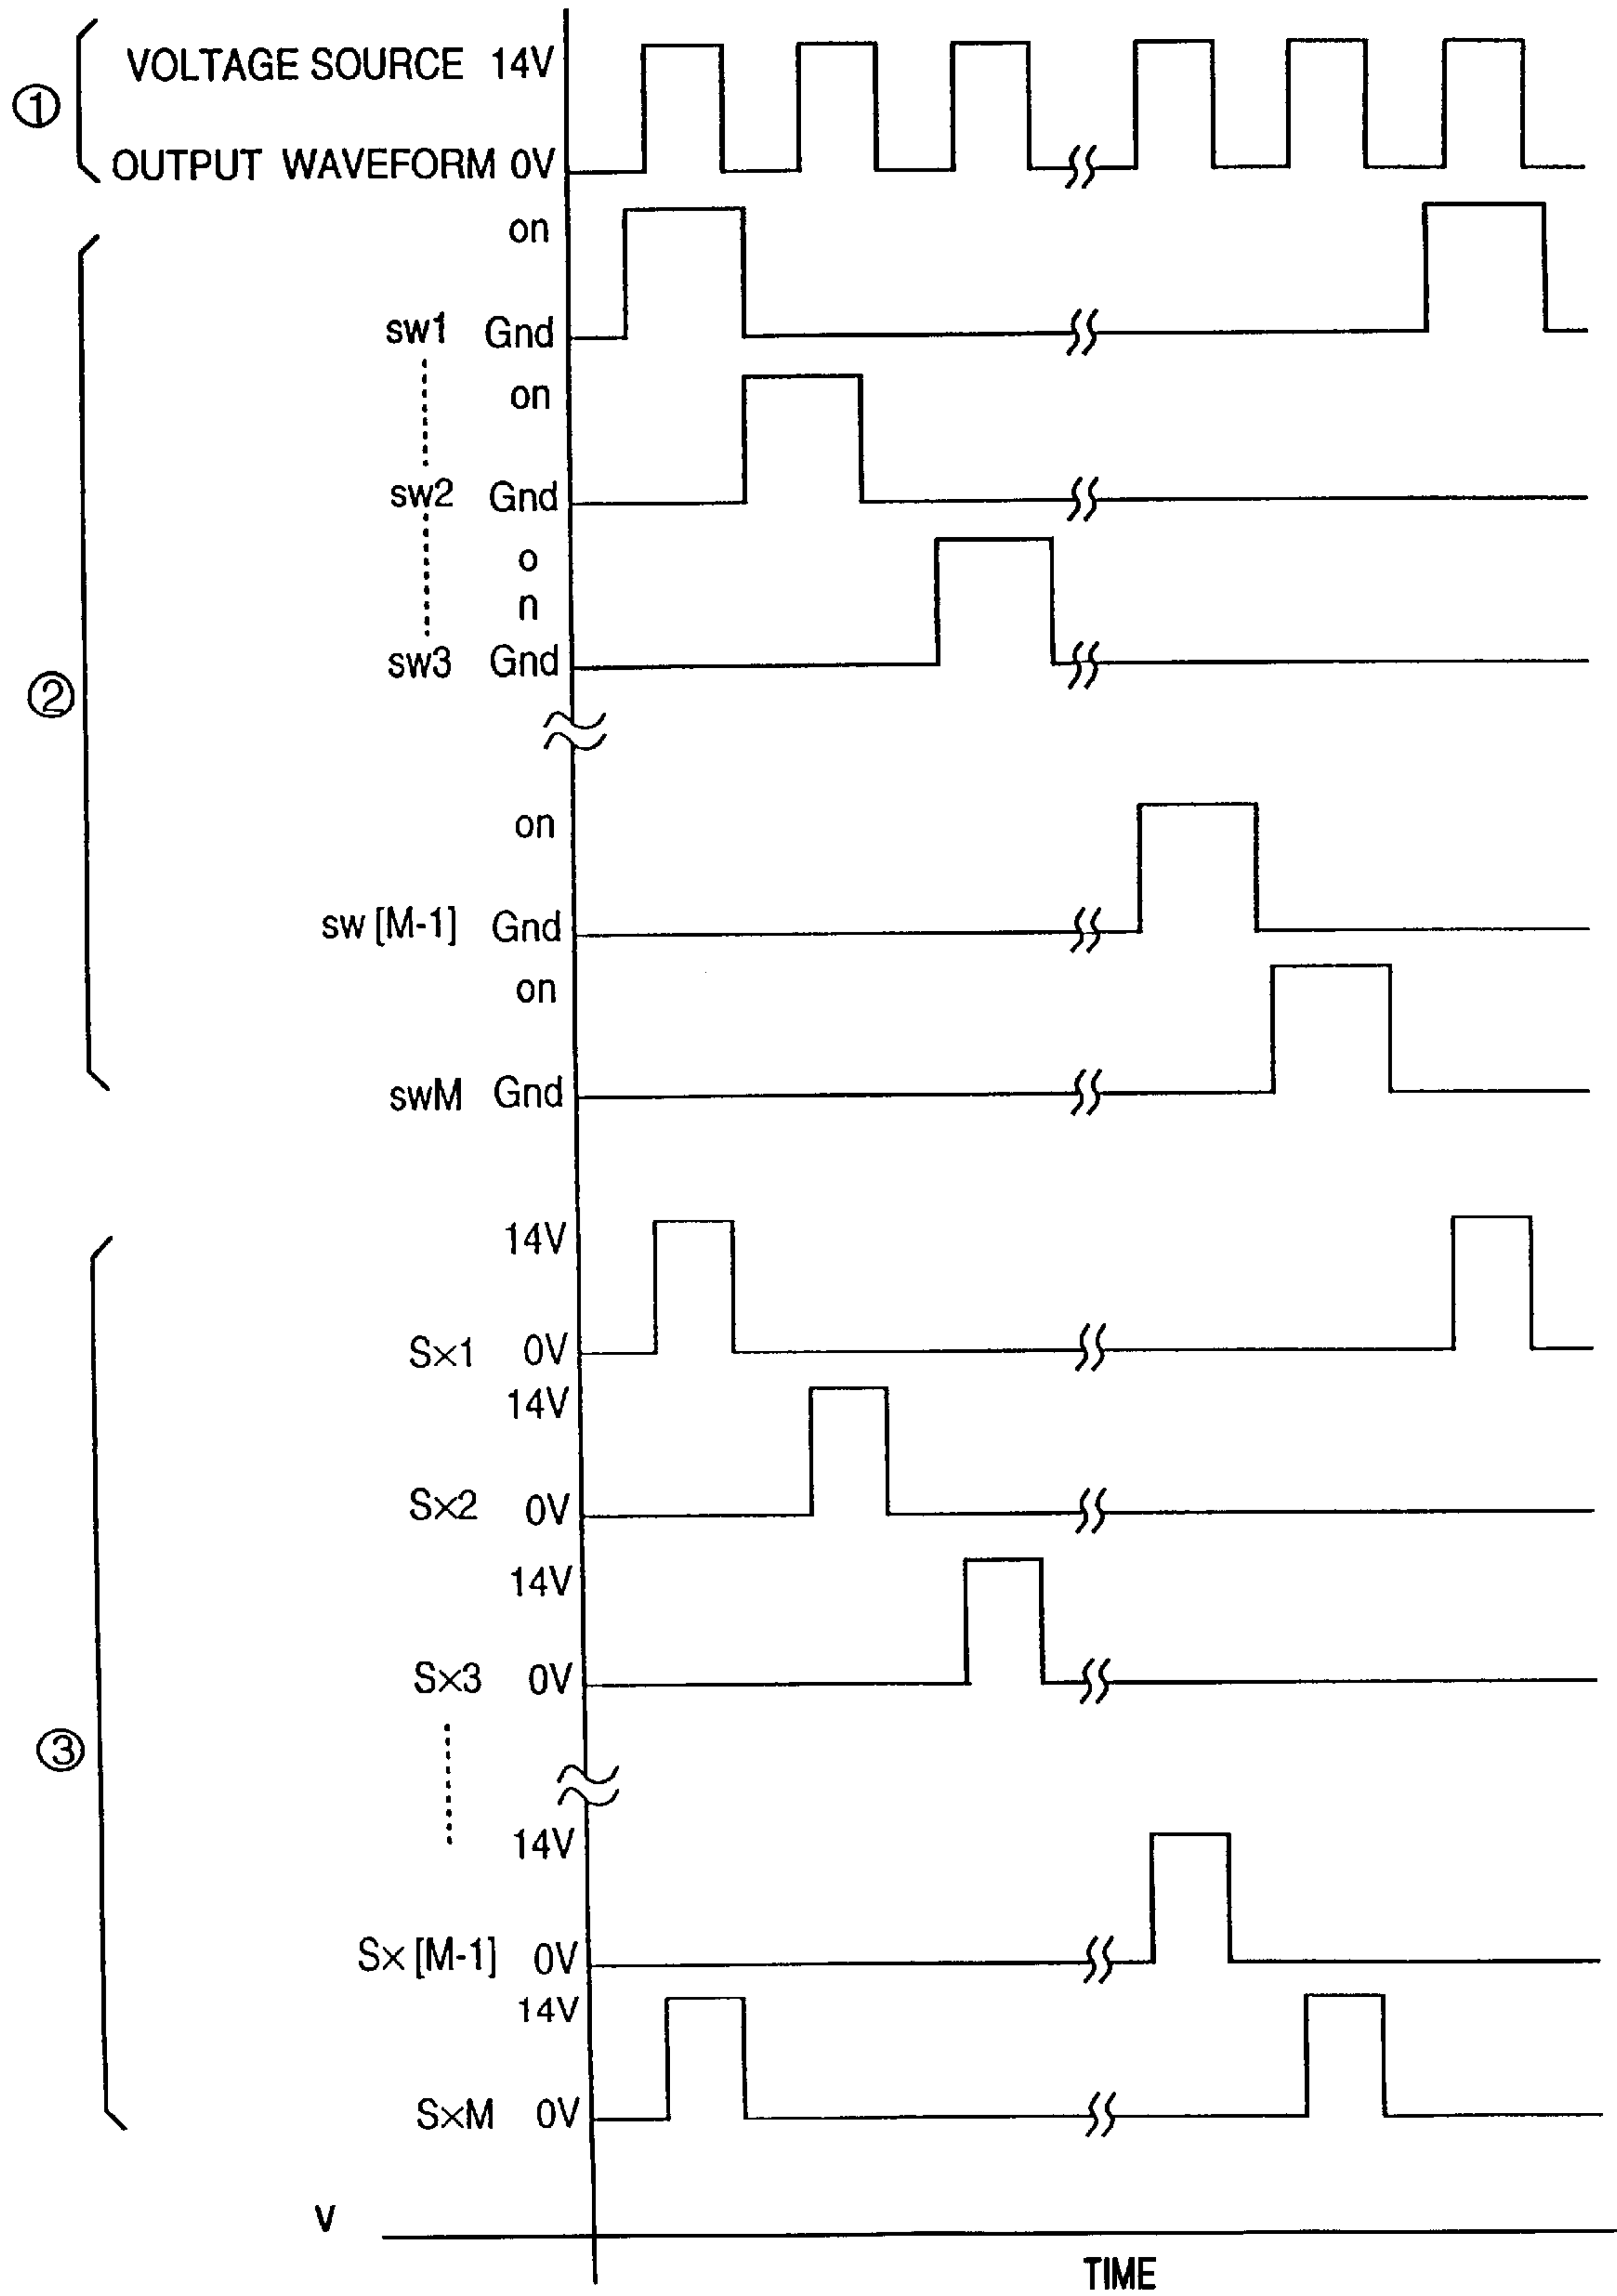 VOLTAGE SOURCE 14V
①
OUTPUT WAVEFORM 0V
on
sw1 Gnd
on
sw2 Gnd
o
n
sw3 Gnd
②
on
sw [M-1] Gnd
on
swM Gnd
14V
S×1 0V
14V
S×2 0V
14V
S×3 0V
③
14V
S× [M-1] 0V
14V
S×M 0V
V
TIME